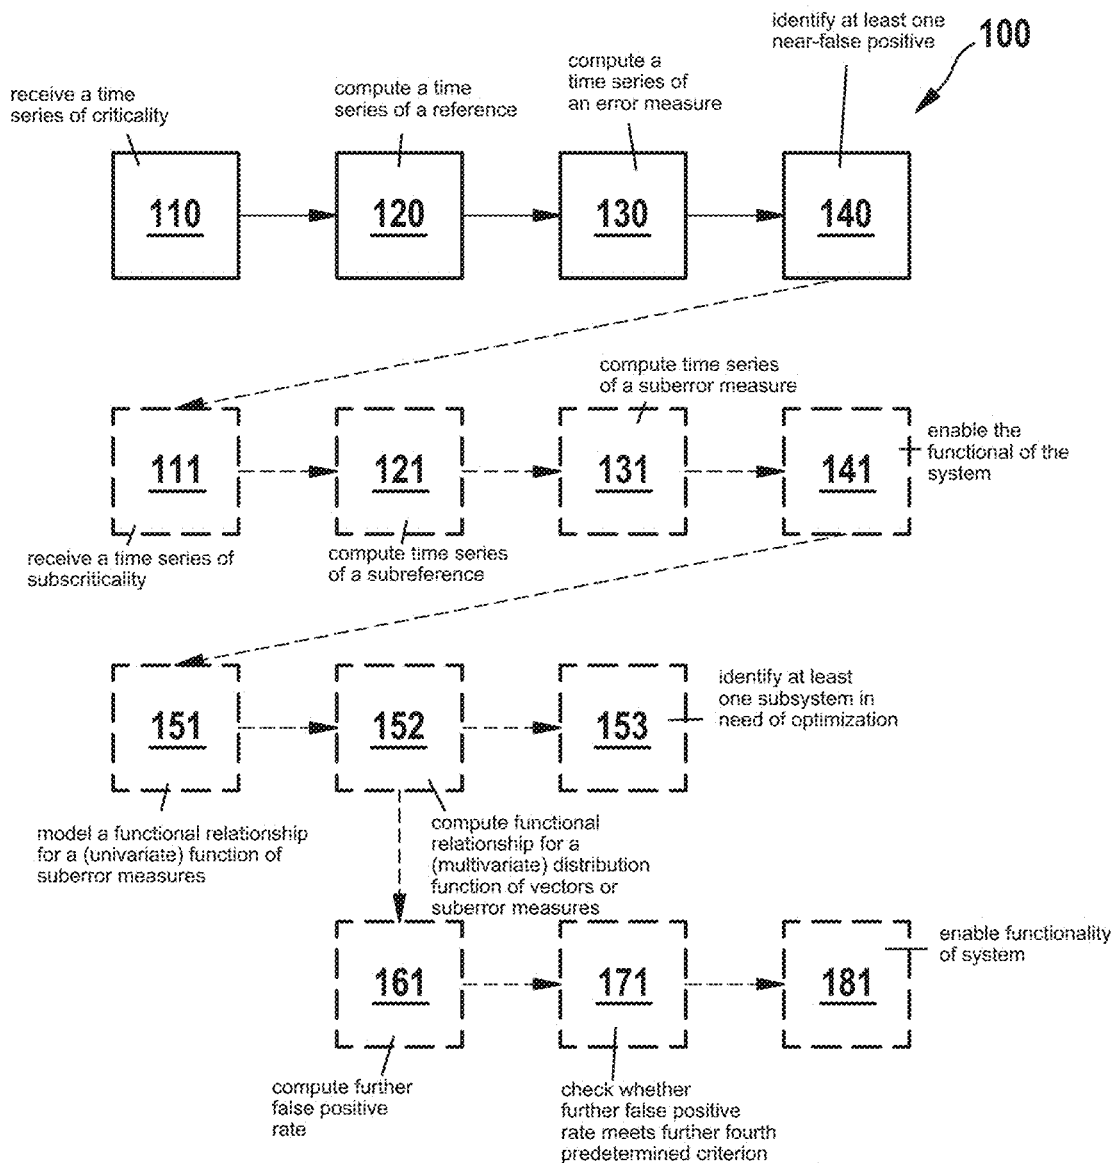 identify at least one
near-false positive
100
receive a time
series of criticality
compute a time
series of a reference
compute a
time series of
an error measure
110
120
130
140
compute time series
of a suberror measure
enable the
functional of the
system
111
121
131
141
receive a time series of
subscriticality
compute time series
of a subreference
identify at least
one subsystem in
need of optimization
151
152
153
model a functional relationship
for a (univariate) function of
suberror measures
compute functional
relationship for a
(multivariate) distribution
function of vectors or
suberror measures
enable functionality
of system
161
171
181
compute further
false positive
rate
check whether
further false positive
rate meets further fourth
predetermined criterion